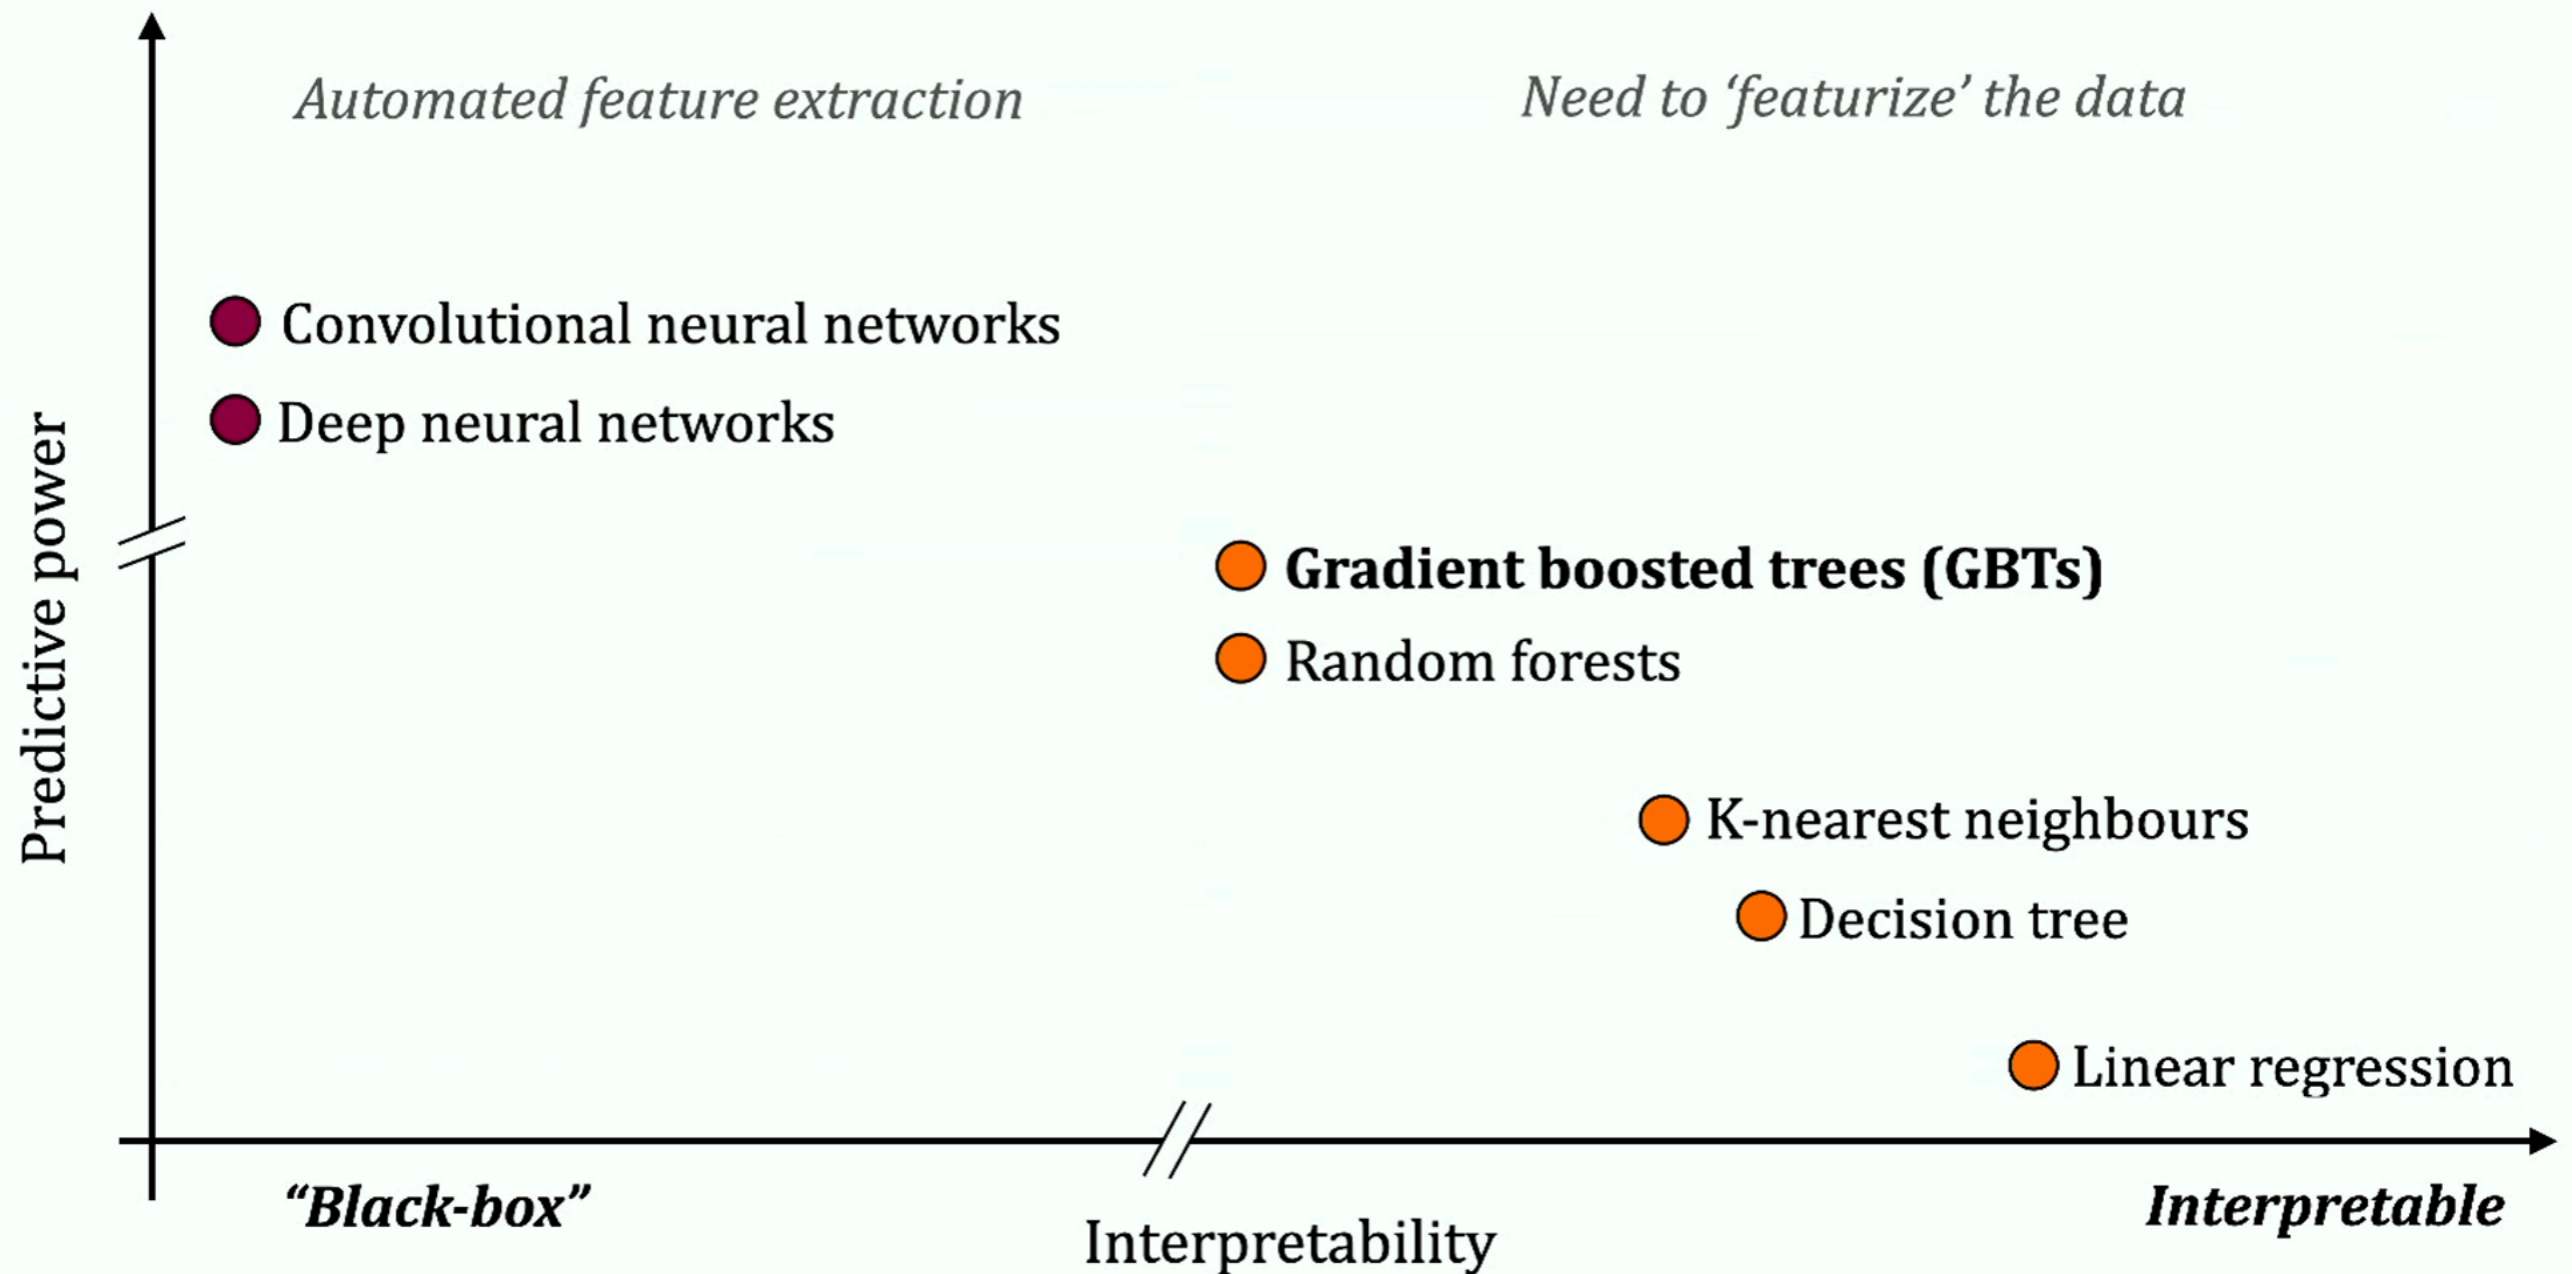 Automated feature extraction
Need to ‘featurize’ the data
Convolutional neural networks
Deep neural networks
Predictive power
Gradient boosted trees (GBTs)
Random forests
K-nearest neighbours
Decision tree
Linear regression
“Black-box”
Interpretable
Interpretability